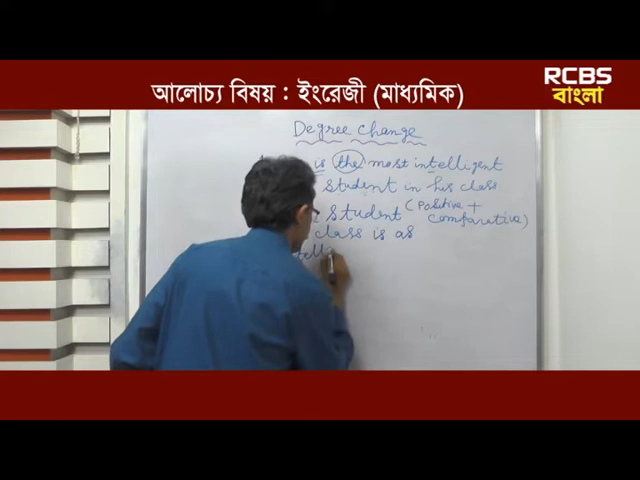 RCBS
বাংলা
আলোচ্য বিষয় : ইংরেজী (মাধ্যমিক)
Degree change
is the most intelligent
student in his class
(Positive +
student comparative)
class is as
tell